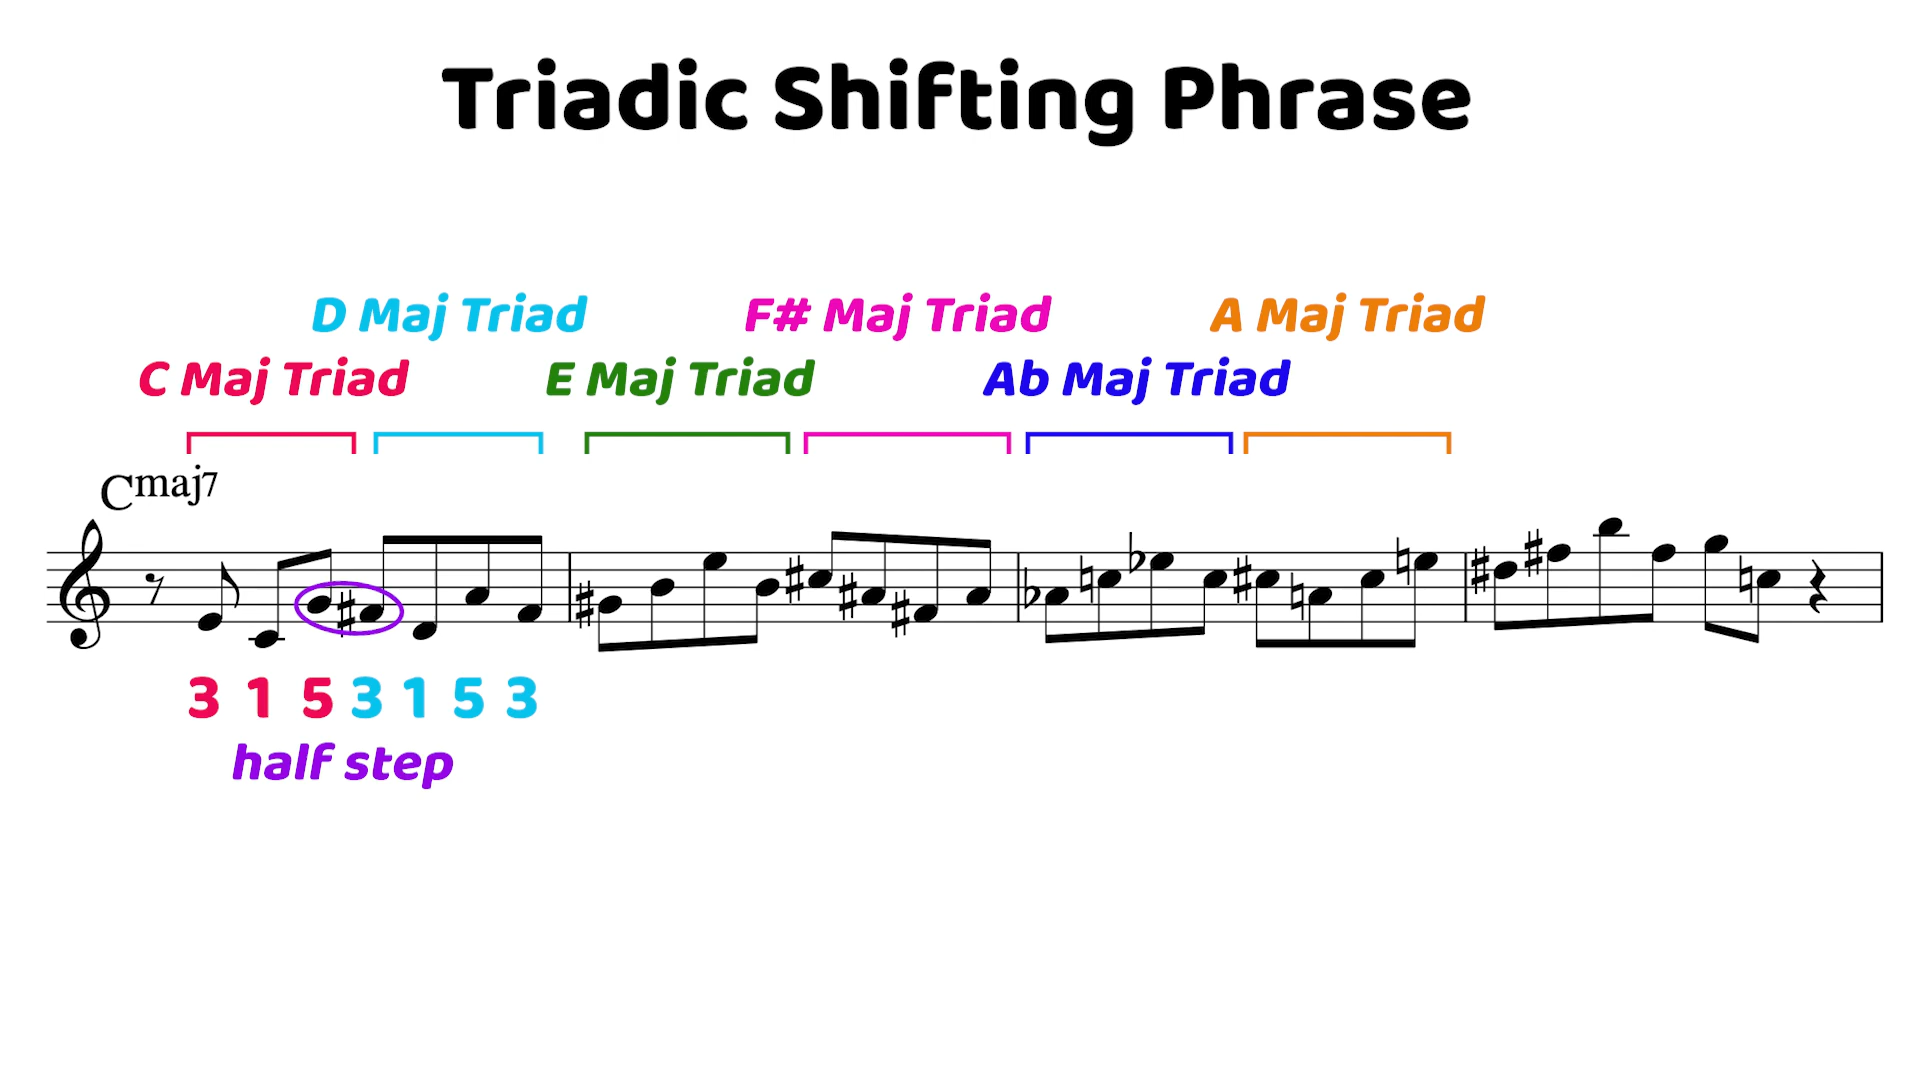 Triadic Shifting Phrase
D Maj Triad F# Maj Triad A Maj Triad
C Maj Triad E Maj Triad Ab Maj Triad
Cmaj7
3 1 5 3 1 5 3
half step